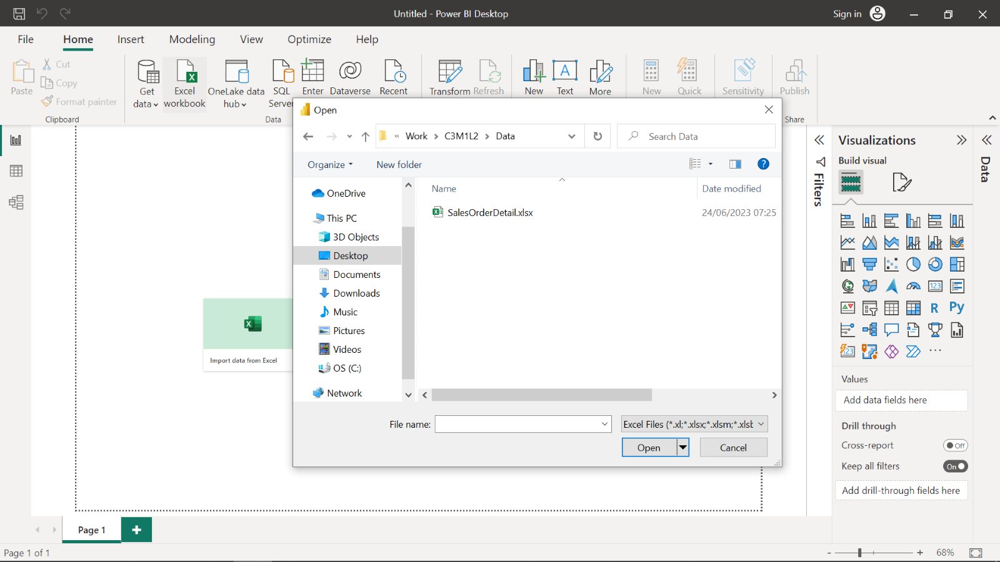 Untitled - Power BI Desktop
Sign in
File
Home
Insert
Modeling
View
Optimize
Help
Paste
Cut
Copy
Format painter
Clipboard
Get
data
Excel
workbook
OneLake data
hub
SQL
Server
Enter
Dataverse
Recent
Data
Transform
Refresh
New
Text
A
More
New
Quick
Sensitivity
Publish
Share
Open
« Work > C3M1L2 > Data
Search Data
Organize
New folder
?
OneDrive
This PC
3D Objects
Desktop
Documents
Downloads
Music
Pictures
Videos
OS (C:)
Network
Name
Date modified
SalesOrderDetail.xlsx
24/06/2023 07:25
File name:
Excel Files (*.xl;*.xlsx;*.xlsm;*.xlsb
Open
Cancel
Import data from Excel
Filters
Visualizations
Build visual
123
R
Py
123
Values
Add data fields here
Drill through
Cross-report
Off
Keep all filters
On
Add drill-through fields here
Data
Page 1
Page 1 of 1
- +
68%